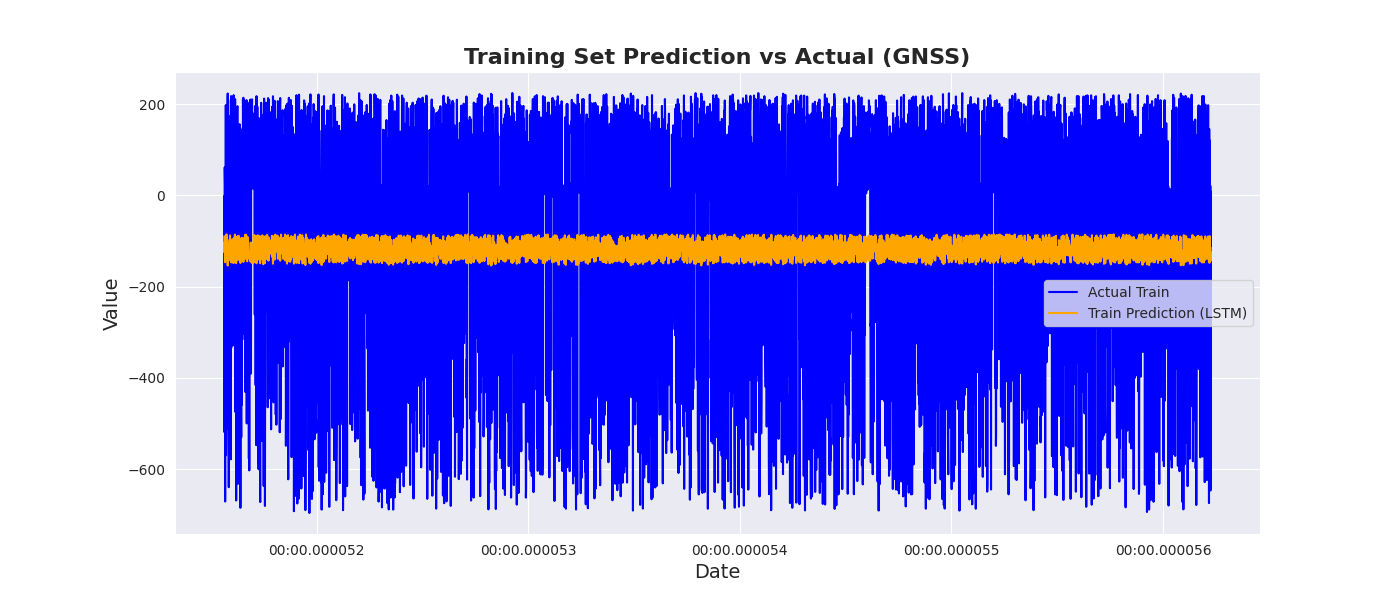 Training Set Prediction vs Actual (GNSS)
Value
200
0
−200
−400
−600
Actual Train
Train Prediction (LSTM)
00:00.000052
00:00.000053
00:00.000054
00:00.000055
00:00.000056
Date